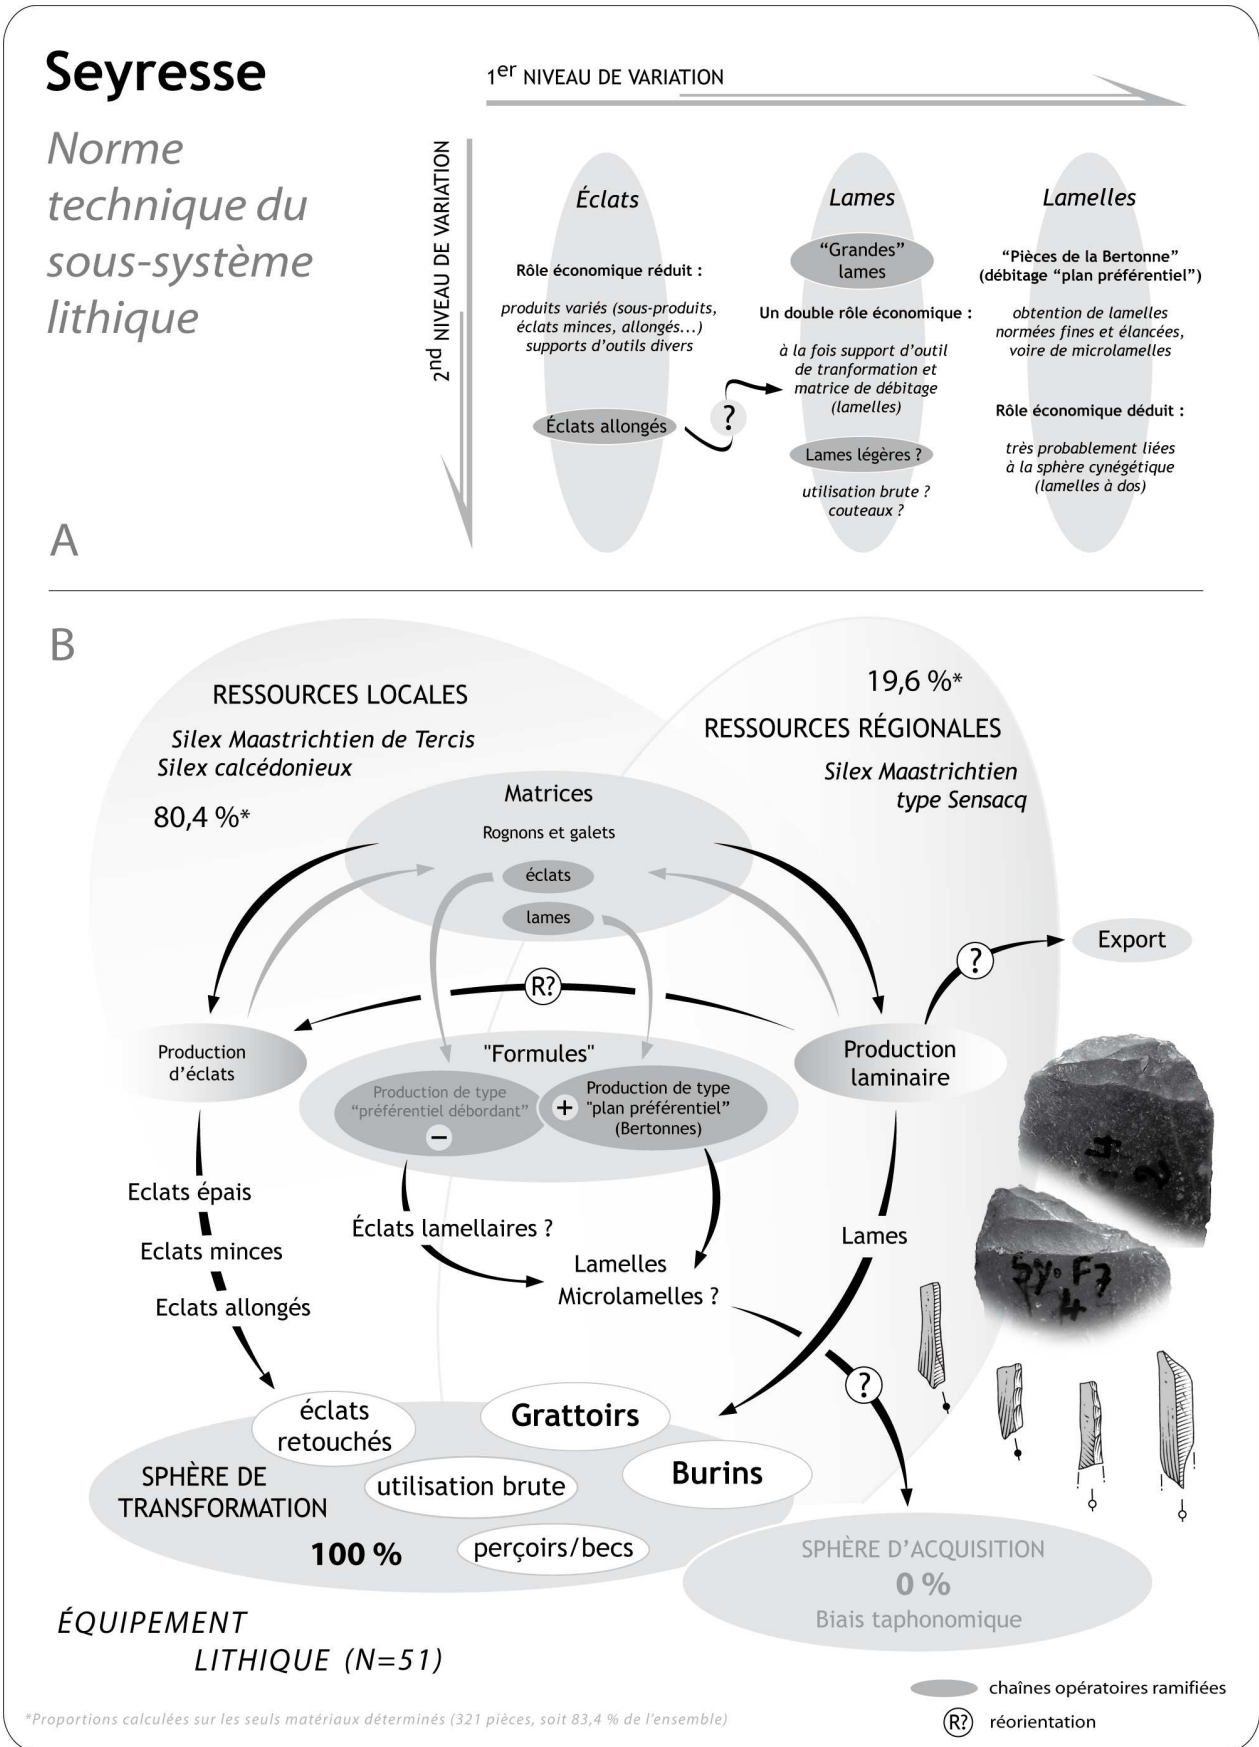 Seyresse
Norme
technique du
sous-système
lithique
1er NIVEAU DE VARIATION
2nd NIVEAU DE VARIATION
Éclats
Rôle économique réduit :
produits variés (sous-produits,
éclats minces, allongés...)
supports d'outils divers
Éclats allongés
?
Lames
“Grandes”
lames
Un double rôle économique :
à la fois support d'outil
de tranformation et
matrice de débitage
(lamelles)
Lames légères ?
utilisation brute ?
couteaux ?
Lamelles
“Pièces de la Bertonne”
(débitage “plan préférentiel”)
obtention de lamelles
normées fines et élancées,
voire de microlamelles
Rôle économique déduit :
très probablement liées
à la sphère cynégétique
(lamelles à dos)
A
B
RESSOURCES LOCALES
Silex Maastrichtien de Tercis
Silex calcédonieux
80,4 %*
19,6 %*
RESSOURCES RÉGIONALES
Silex Maastrichtien
type Sensacq
Matrices
Rognons et galets
éclats
lames
Export
?
R?
Production
d'éclats
"Formules"
Production de type
“préférentiel débordant”
−
+
Production de type
"plan préférentiel”
(Bertonnes)
Production
laminaire
Eclats épais
Eclats minces
Eclats allongés
Éclats lamellaires ?
Lamelles
Microlamelles ?
Lames
?
Sy. F7
4
éclats
retouchés
Grattoirs
Burins
utilisation brute
perçoirs/becs
SPHÈRE DE
TRANSFORMATION
100 %
SPHÈRE D'ACQUISITION
0 %
Biais taphonomique
ÉQUIPEMENT
LITHIQUE (N=51)
chaînes opératoires ramifiées
R? réorientation
*Proportions calculées sur les seuls matériaux déterminés (321 pièces, soit 83,4 % de l'ensemble)